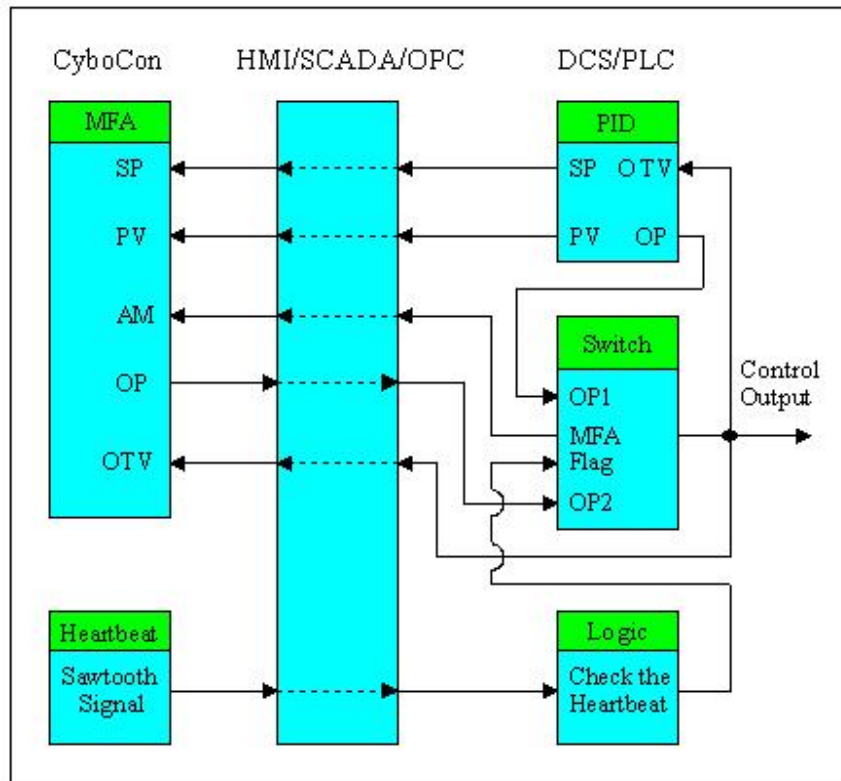 CyboCon
HMI/SCADA/OPC
DCS/PLC
MFA
SP
PV
AM
OP
OTV
PID
SP OTV
PV OP
Switch
OP1
MFA
Flag
OP2
Control
Output
Heartbeat
Sawtooth
Signal
Logic
Check the
Heartbeat